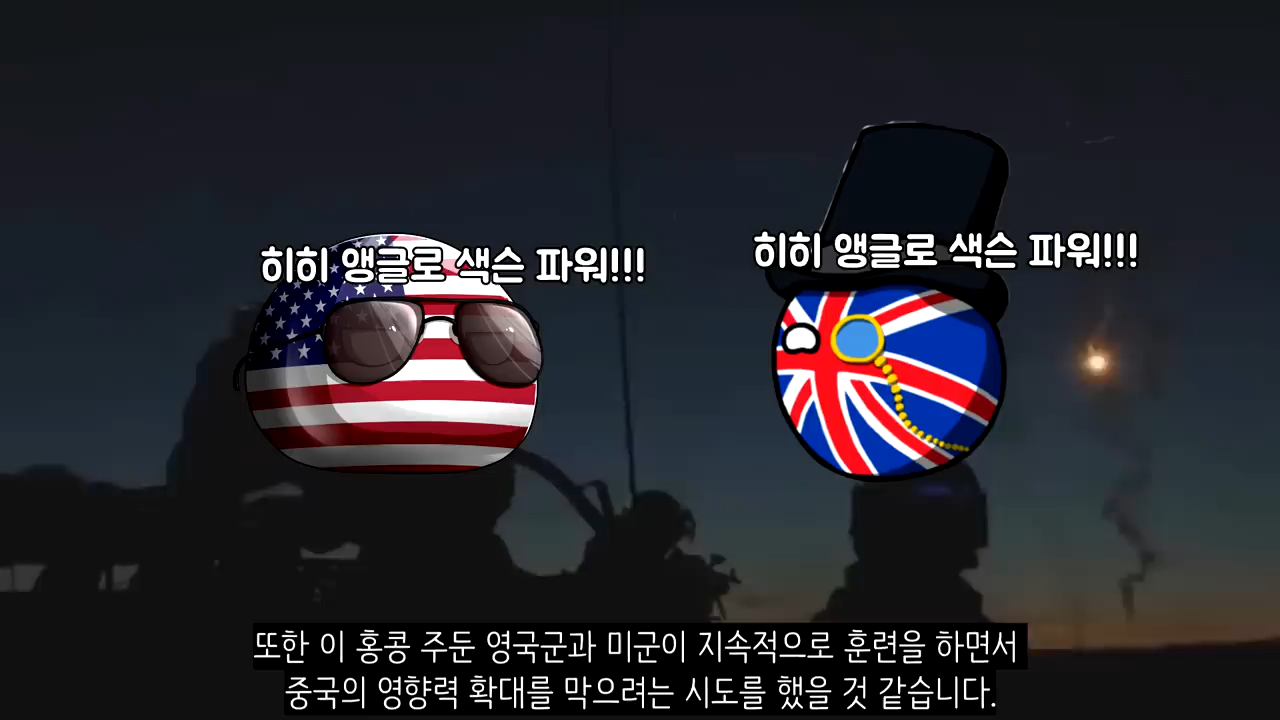 히히 앵글로 색슨 파워!!!
히히 앵글로 색슨 파워!!!
또한 이 홍콩 주둔 영국군과 미군이 지속적으로 훈련을 하면서
중국의 영향력 확대를 막으려는 시도를 했을 것 같습니다.